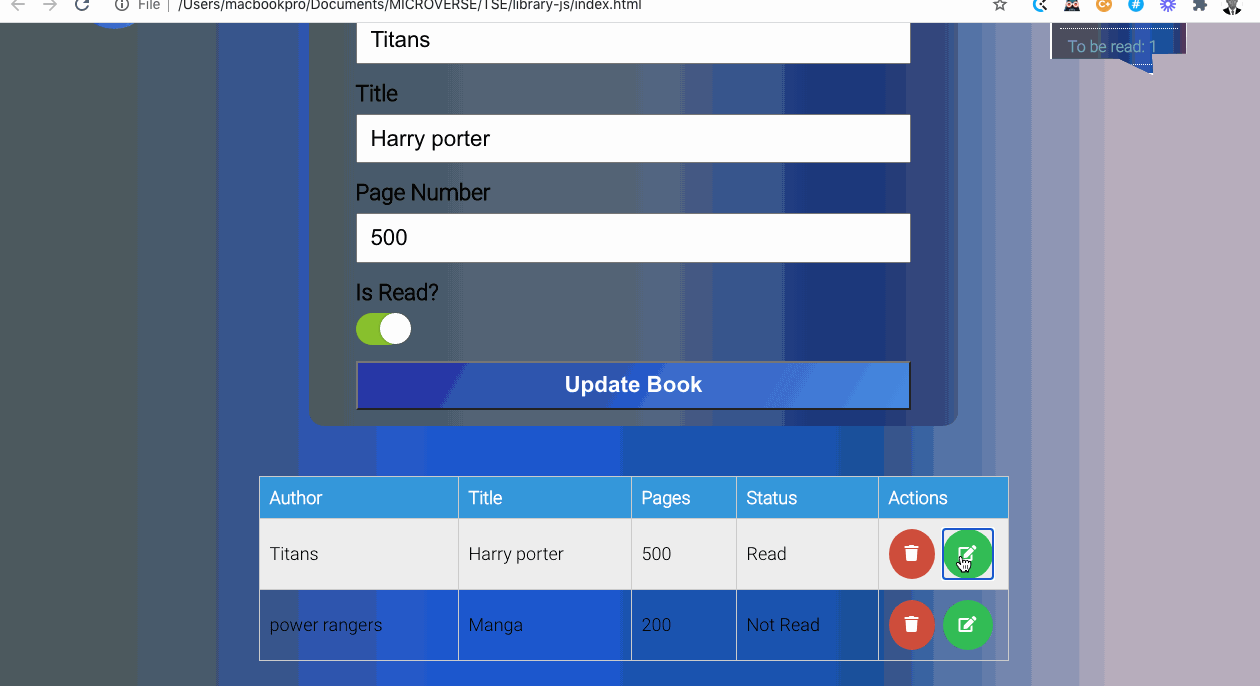 File | /Users/macbookpro/Documents/MICROVERSE/TSE/library-js/index.html
To be read: 1
Titans
Title
Harry porter
Page Number
500
Is Read?
Update Book
Author Title Pages Status Actions
Titans Harry porter 500 Read
power rangers Manga 200 Not Read